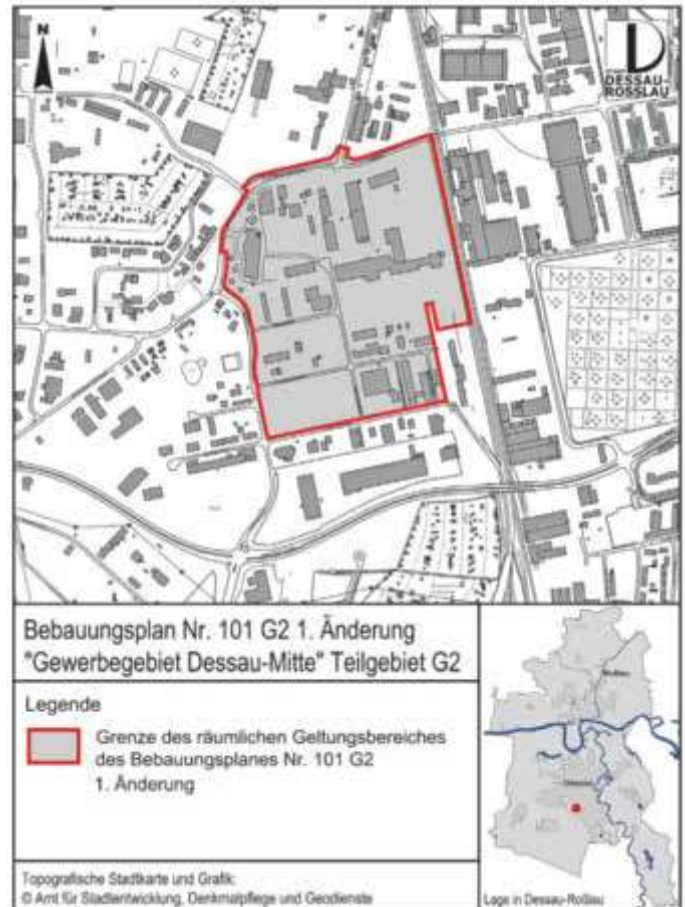 N
DESSAU-
ROSSLAU
Bebauungsplan Nr. 101 G2 1. Änderung
"Gewerbegebiet Dessau-Mitte" Teilgebiet G2
Legende
Grenze des räumlichen Geltungsbereiches
des Bebauungsplanes Nr. 101 G2
1. Änderung
Topografische Stadtkarte und Grafik:
© Amt für Stadtentwicklung, Denkmalpflege und Geodienste
Lage in Dessau-Roßlau